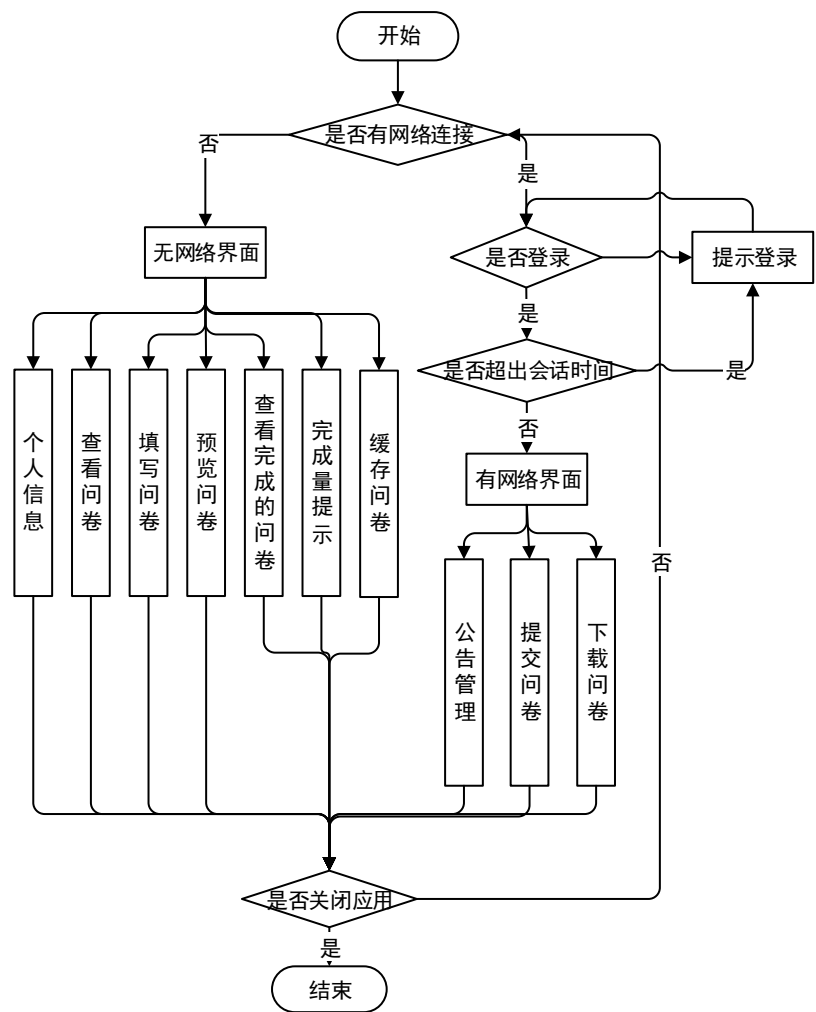 开始
是否有网络连接
否
是
无网络界面
是否登录
提示登录
是
是否超出会话时间
是
否
有网络界面
个人信息
查看问卷
填写问卷
预览问卷
查看完成的问卷
完成量提示
缓存问卷
否
公告管理
提交问卷
下载问卷
是否关闭应用
是
结束